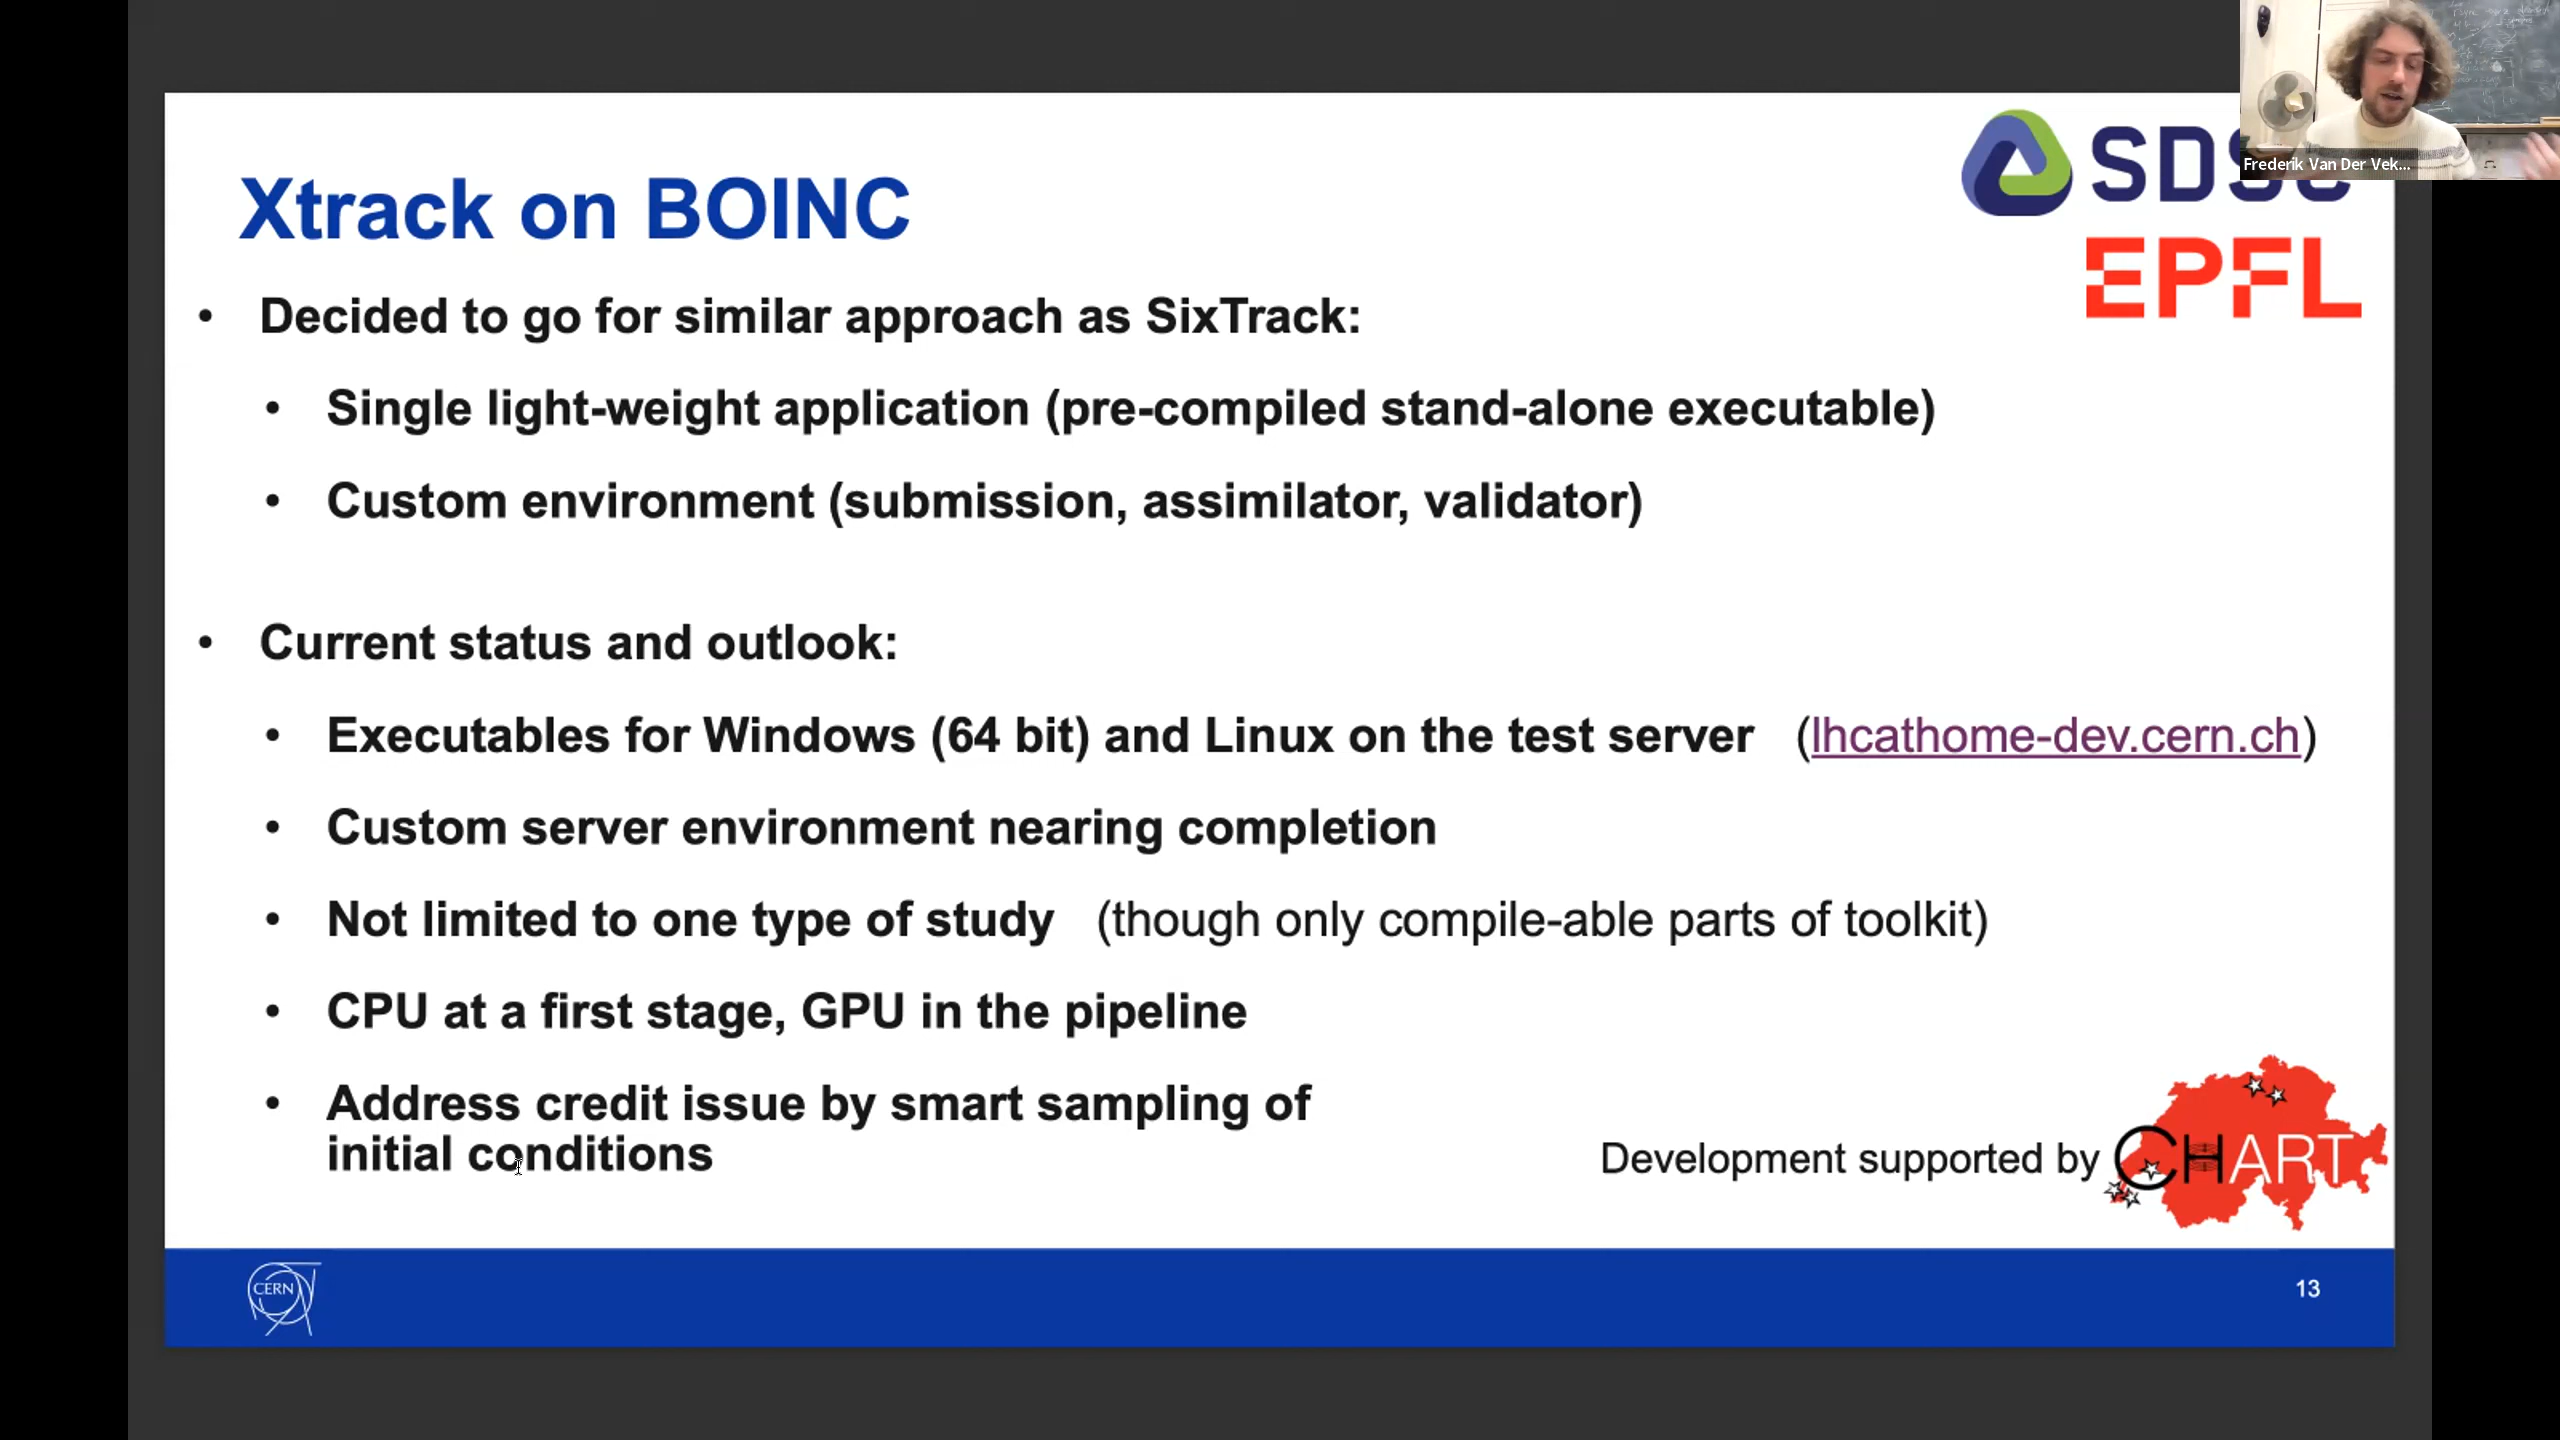 Xtrack on BOINC
Frederik Van Der Vek...
EPFL
• Decided to go for similar approach as SixTrack:
• Single light-weight application (pre-compiled stand-alone executable)
• Custom environment (submission, assimilator, validator)
• Current status and outlook:
• Executables for Windows (64 bit) and Linux on the test server (lhcathome-dev.cern.ch)
• Custom server environment nearing completion
• Not limited to one type of study (though only compile-able parts of toolkit)
• CPU at a first stage, GPU in the pipeline
• Address credit issue by smart sampling of
initial conditions
Development supported by CHART
CERN
13